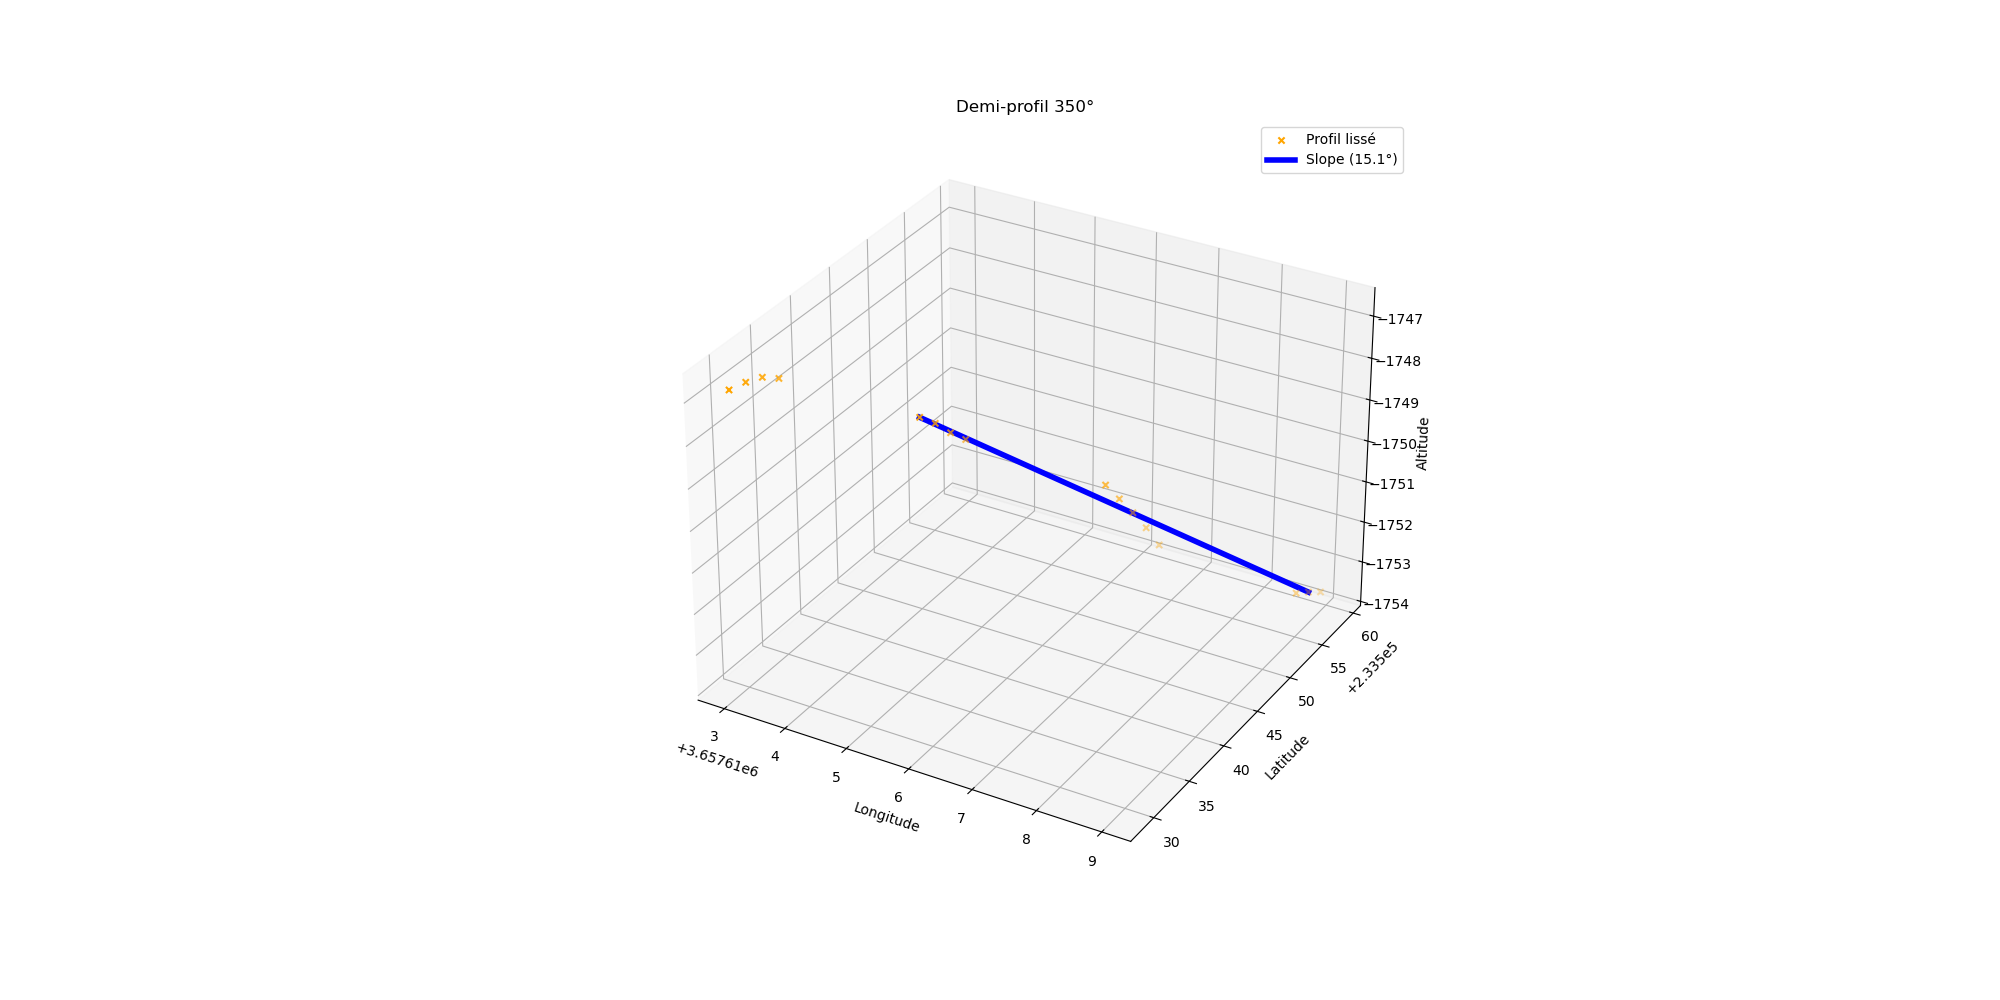 Demi-profil 350°
Profil lissé
Slope (15.1°)
−1747
−1748
−1749
−1750
−1751
−1752
−1753
−1754
Altitude
60
55
50
45
40
35
30
+2.335e5
Latitude
3
4
5
6
7
8
9
+3.65761e6
Longitude